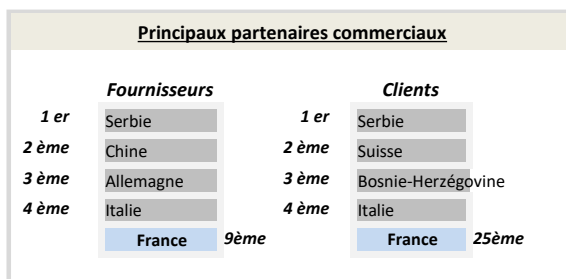 Principaux partenaires commerciaux
Fournisseurs Clients
1 er Serbie 1 er Serbie
2 ème Chine 2 ème Suisse
3 ème Allemagne 3 ème Bosnie-Herzégovine
4 ème Italie 4 ème Italie
France 9ème France 25ème